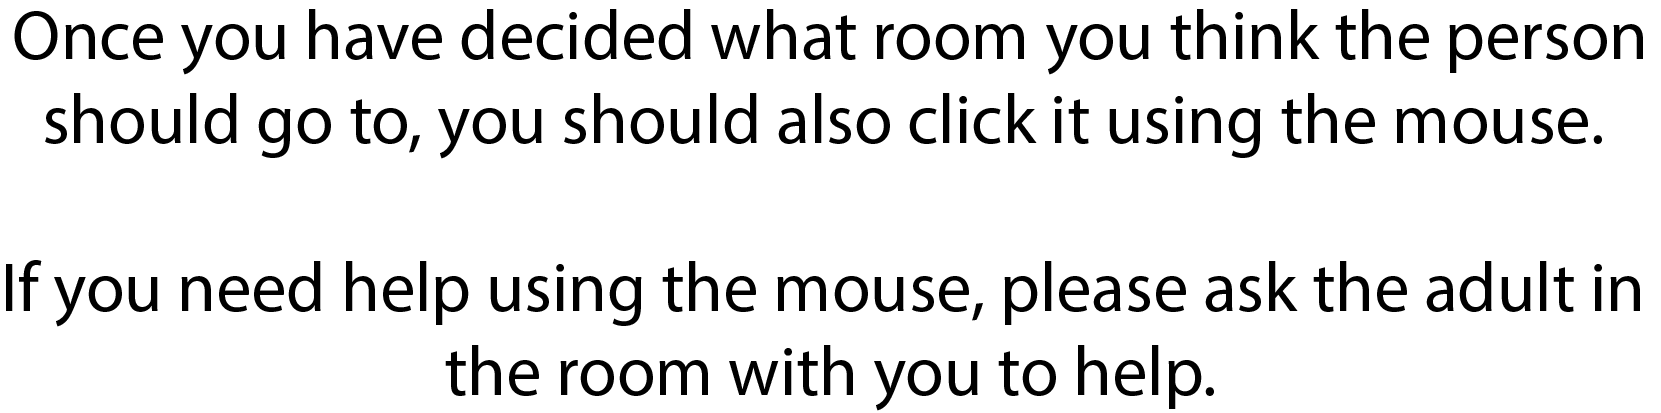 Once you have decided what room you think the person
should go to, you should also click it using the mouse.
If you need help using the mouse, please ask the adult in
the room with you to help.